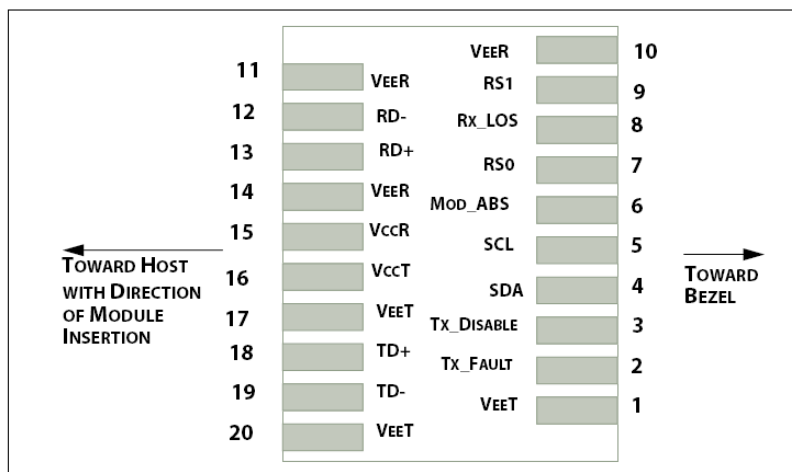 11 VEER
12 RD-
13 RD+
14 VEER
15 VCCR
16 VCCT
17 VEET
18 TD+
19 TD-
20 VEET
VEER 10
RS1 9
RX_LOS 8
RS0 7
MOD_ABS 6
SCL 5
SDA 4
TX_DISABLE 3
TX_FAULT 2
VEET 1
TOWARD HOST
WITH DIRECTION
OF MODULE
INSERTION
TOWARD
BEZEL